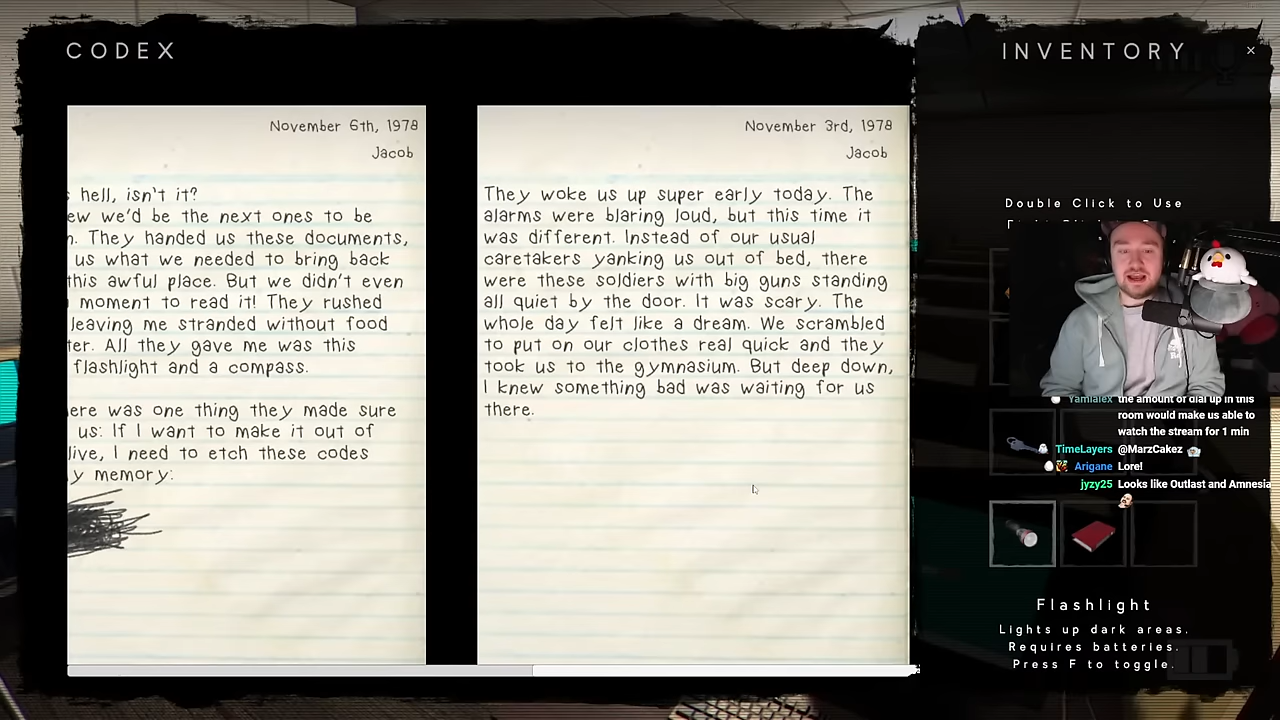 CODEX
INVENTORY
November 6th, 1978
Jacob
hell, isn't it?
we'd be the next ones to be
They handed us these documents,
us what we needed to bring back
this awful place. But we didn't even
moment to read it! They rushed
leaving me stranded without food
All they gave me was this
flashlight and a compass.
was one thing they made sure
us: If I want to make it out of
I need to etch these codes
memory:
November 3rd, 1978
Jacob
They woke us up super early today. The
alarms were blaring loud, but this time it
was different. Instead of our usual
caretakers yanking us out of bed, there
were these soldiers with big guns standing
all quiet by the door. It was scary. The
whole day felt like a dream. We scrambled
to put on our clothes real quick and they
took us to the gymnasium. But deep down,
I knew something bad was waiting for us
there.
Double Click to Use
Yamialex the amount of dial up in this
room would make us able to
watch the stream for 1 min
TimeLayers @MarzCakez
Arigane Lore!
jyzy25 Looks like Outlast and Amnesia
Flashlight
Lights up dark areas.
Requires batteries.
Press F to toggle.